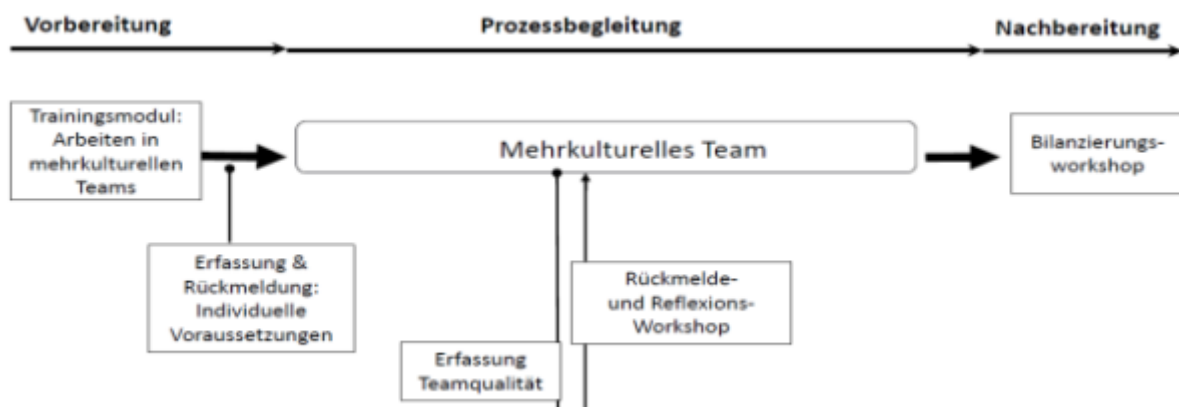 Vorbereitung
Prozessbegleitung
Nachbereitung
Trainingsmodul:
Arbeiten in
mehrkulturellen
Teams
Mehrkulturelles Team
Bilanzierungs-
workshop
Erfassung &
Rückmeldung:
Individuelle
Voraussetzungen
Rückmelde-
und Reflexions-
Workshop
Erfassung
Teamqualität